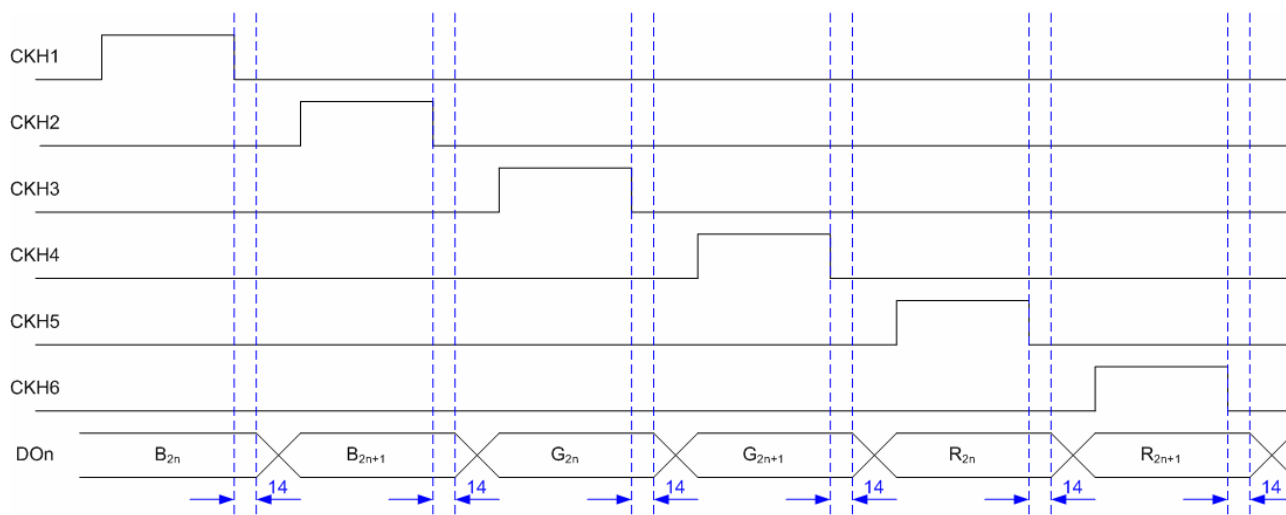 CKH1
CKH2
CKH3
CKH4
CKH5
CKH6
DOn B₂ₙ B₂ₙ₊₁ G₂ₙ G₂ₙ₊₁ R₂ₙ R₂ₙ₊₁
14 14 14 14 14 14